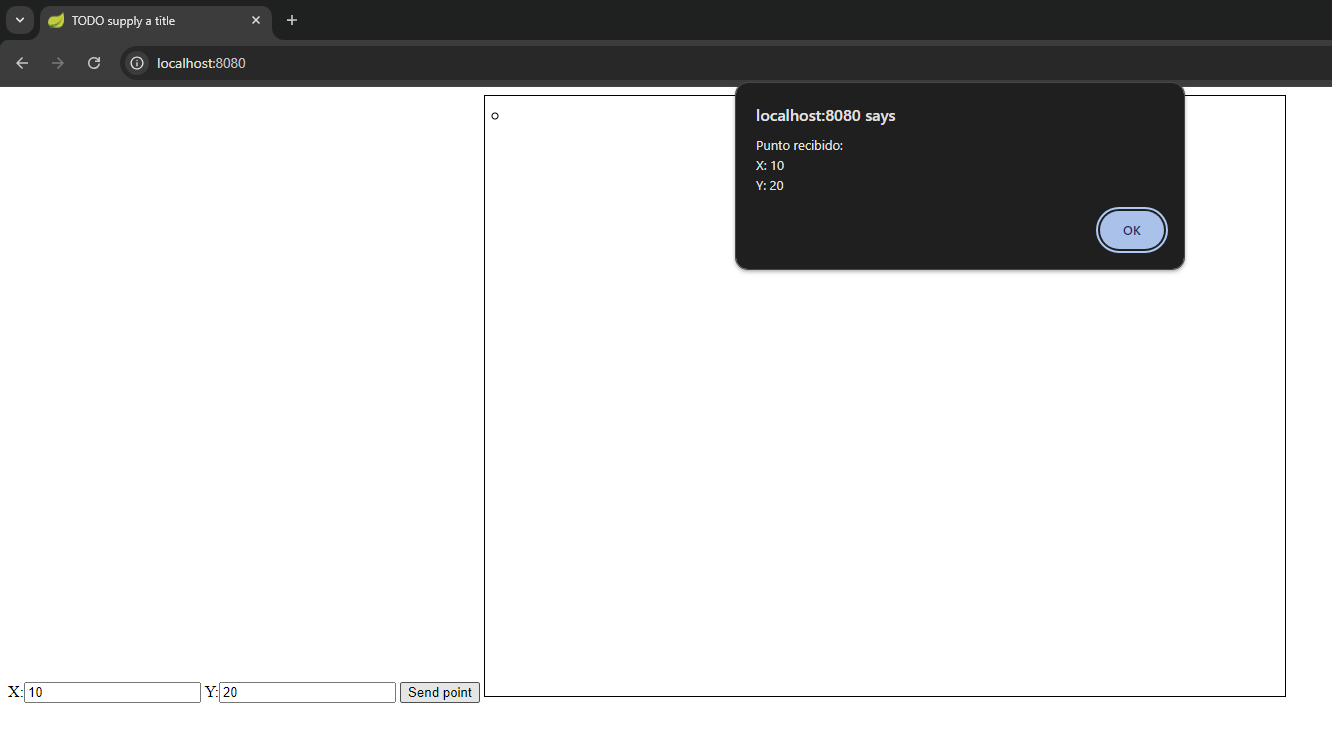 TODO supply a title
localhost:8080
localhost:8080 says
Punto recibido:
X: 10
Y: 20
OK
X: 10 Y: 20 Send point